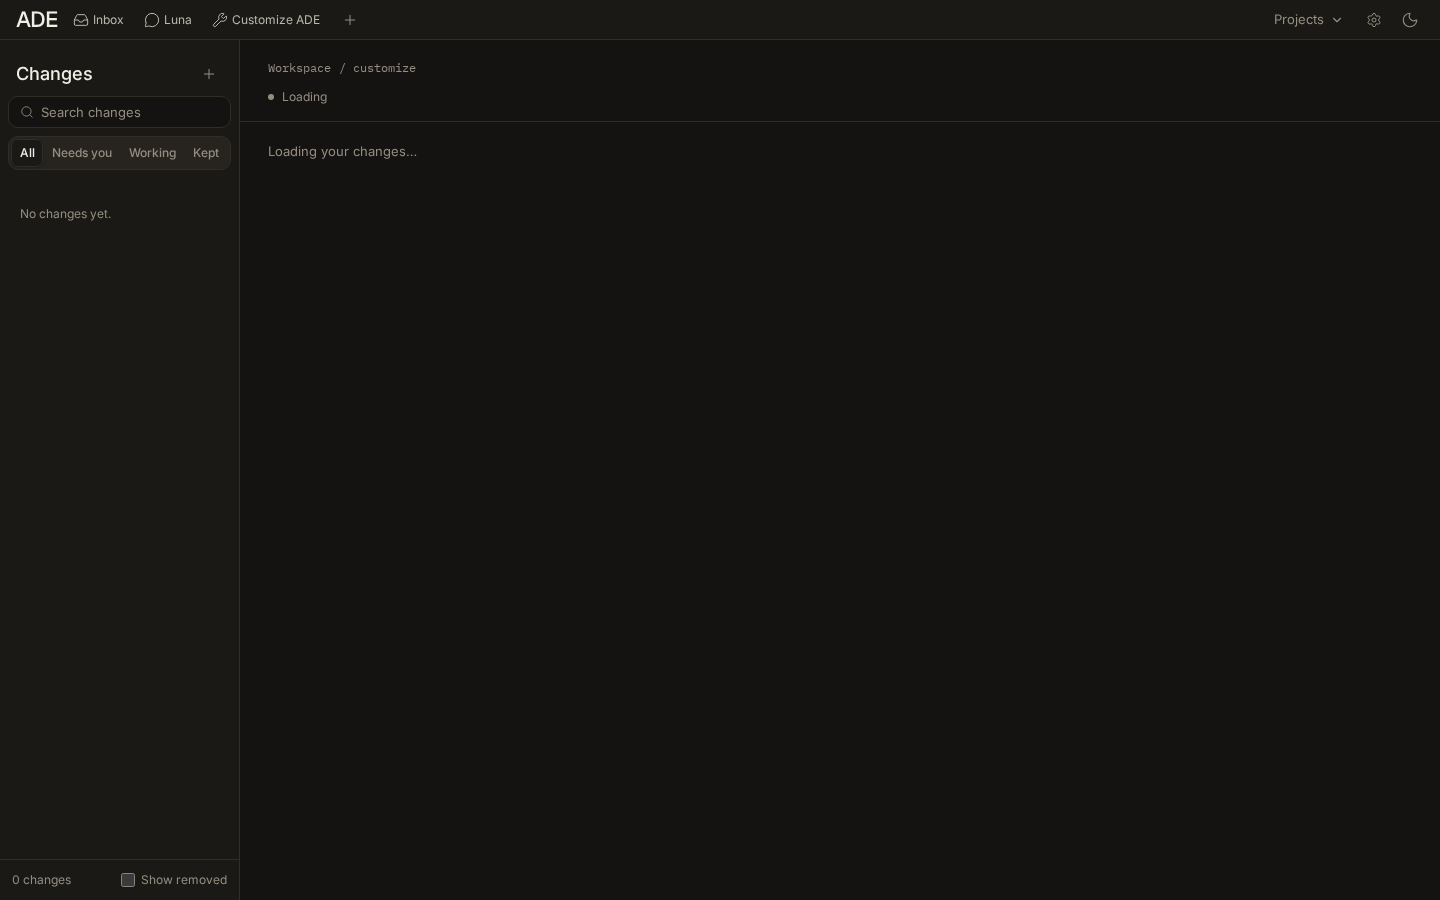 ADE Inbox Luna Customize ADE Projects
Changes
Search changes
All Needs you Working Kept
No changes yet.
0 changes Show removed
Workspace / customize
Loading
Loading your changes...